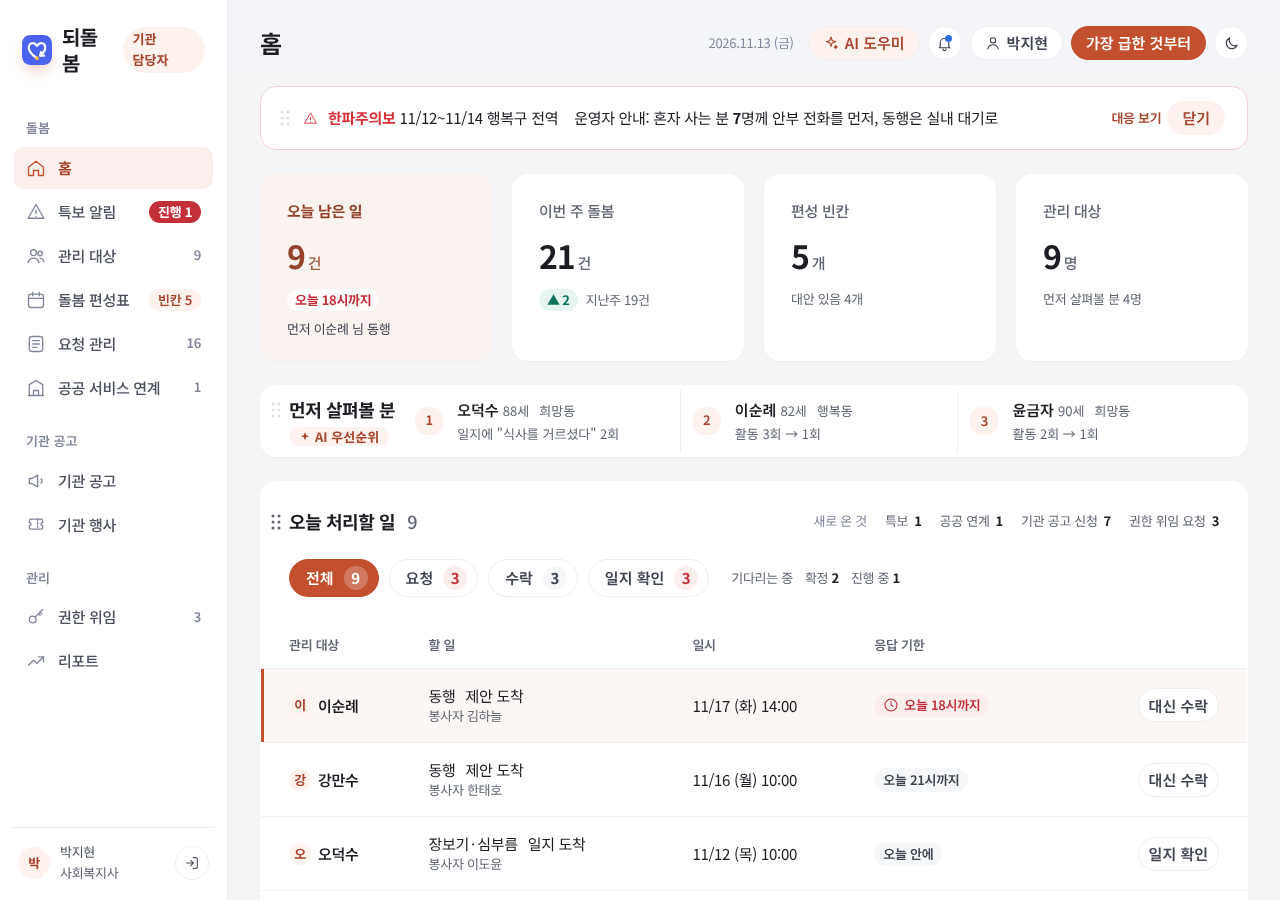 되돌봄
기관 담당자
돌봄
홈
특보 알림 진행 1
관리 대상 9
돌봄 편성표 빈칸 5
요청 관리 16
공공 서비스 연계 1
기관 공고
기관 공고
기관 행사
관리
권한 위임 3
리포트
박 박지현
사회복지사
홈
2026.11.13 (금) AI 도우미 박지현 가장 급한 것부터
한파주의보 11/12~11/14 행복구 전역 운영자 안내: 혼자 사는 분 7명께 안부 전화를 먼저, 동행은 실내 대기로 대응 보기 닫기
오늘 남은 일
9건
오늘 18시까지
먼저 이순례 님 동행
이번 주 돌봄
21건
▲2 지난주 19건
편성 빈칸
5개
대안 있음 4개
관리 대상
9명
먼저 살펴볼 분 4명
먼저 살펴볼 분
AI 우선순위
1 오덕수 88세 희망동
일지에 "식사를 거르셨다" 2회
2 이순례 82세 행복동
활동 3회 → 1회
3 윤금자 90세 희망동
활동 2회 → 1회
오늘 처리할 일 9
새로 온 것 특보 1 공공 연계 1 기관 공고 신청 7 권한 위임 요청 3
전체 9 요청 3 수락 3 일지 확인 3 기다리는 중 확정 2 진행 중 1
관리 대상 할 일 일시 응답 기한
이 이순례 동행 제안 도착 11/17 (화) 14:00 오늘 18시까지 대신 수락
봉사자 김하늘
강 강만수 동행 제안 도착 11/16 (월) 10:00 오늘 21시까지 대신 수락
봉사자 한태호
오 오덕수 장보기·심부름 일지 도착 11/12 (목) 10:00 오늘 안에 일지 확인
봉사자 이도윤